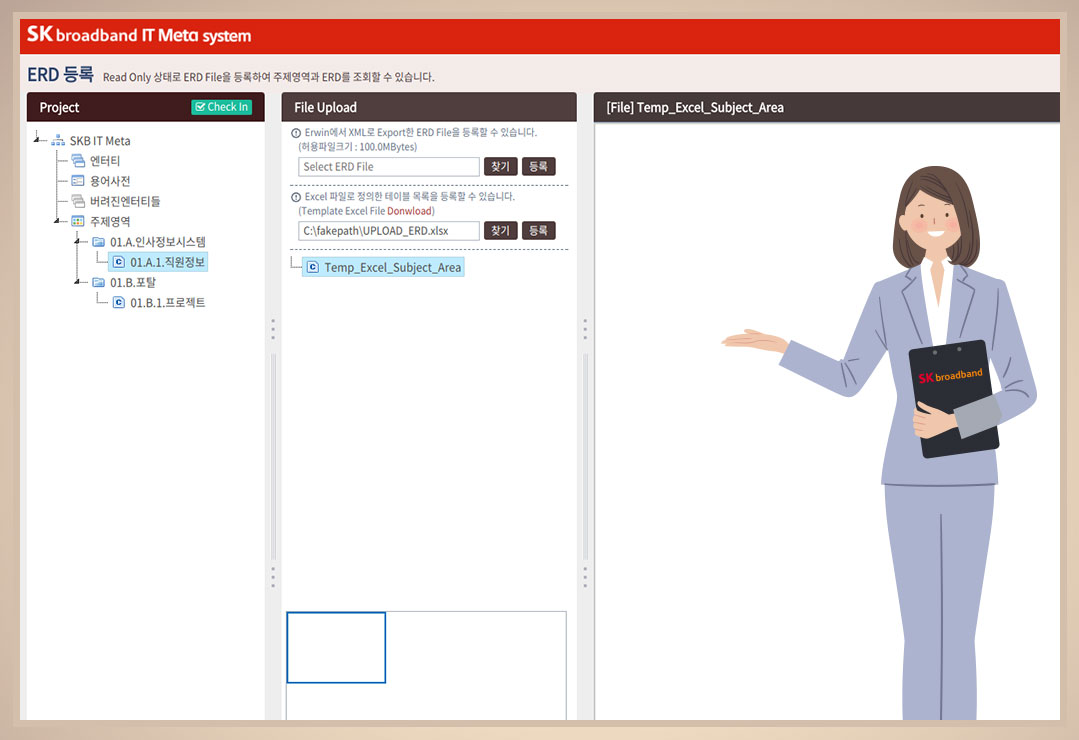 SK broadband IT Meta system
ERD 등록 Read Only 상태로 ERD File을 등록하여 주제영역과 ERD를 조회할 수 있습니다.
Project
Check In
SKB IT Meta
엔터티
용어사전
버려진엔터티들
주제영역
01.A.인사정보시스템
01.A.1.직원정보
01.B.포탈
01.B.1.프로젝트
File Upload
Erwin에서 XML로 Export한 ERD File을 등록할 수 있습니다.
(허용파일크기 : 100.0MBytes)
Select ERD File 찾기 등록
Excel 파일로 정의한 테이블 목록을 등록할 수 있습니다.
(Template Excel File Donwload)
C:\fakepath\UPLOAD_ERD.xlsx 찾기 등록
Temp_Excel_Subject_Area
[File] Temp_Excel_Subject_Area
SK broadband